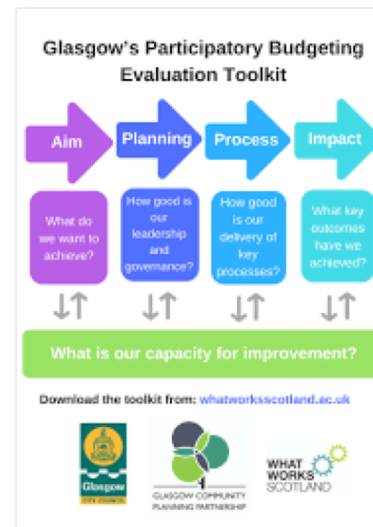 Glasgow's Participatory Budgeting
Evaluation Toolkit
Aim
Planning
Process
Impact
What do
we want to
achieve?
How good is
our
leadership
and
governance?
How good
is our
delivery of
key
processes?
What key
outcomes
have we
achieved?
What is our capacity for improvement?
Download the toolkit from: whatworksscotland.ac.uk
Glasgow
CITY COUNCIL
GLASGOW COMMUNITY
PLANNING PARTNERSHIP
WHAT
WORKS
SCOTLAND